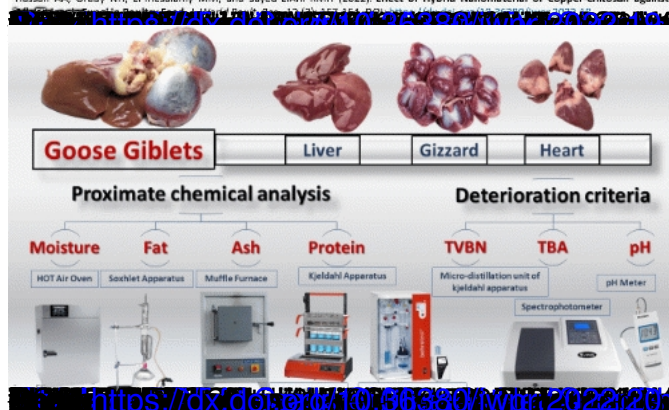 Goose Giblets
Liver
Gizzard
Heart
Proximate chemical analysis
Deterioration criteria
Moisture
Fat
Ash
Protein
TVBN
TBA
pH
HOT Air Oven
Soxhlet Apparatus
Muffle Furnace
Kjeldahl Apperatus
Micro-distillation unit of
kjeldahl apparatus
pH Meter
Spectrophotometer